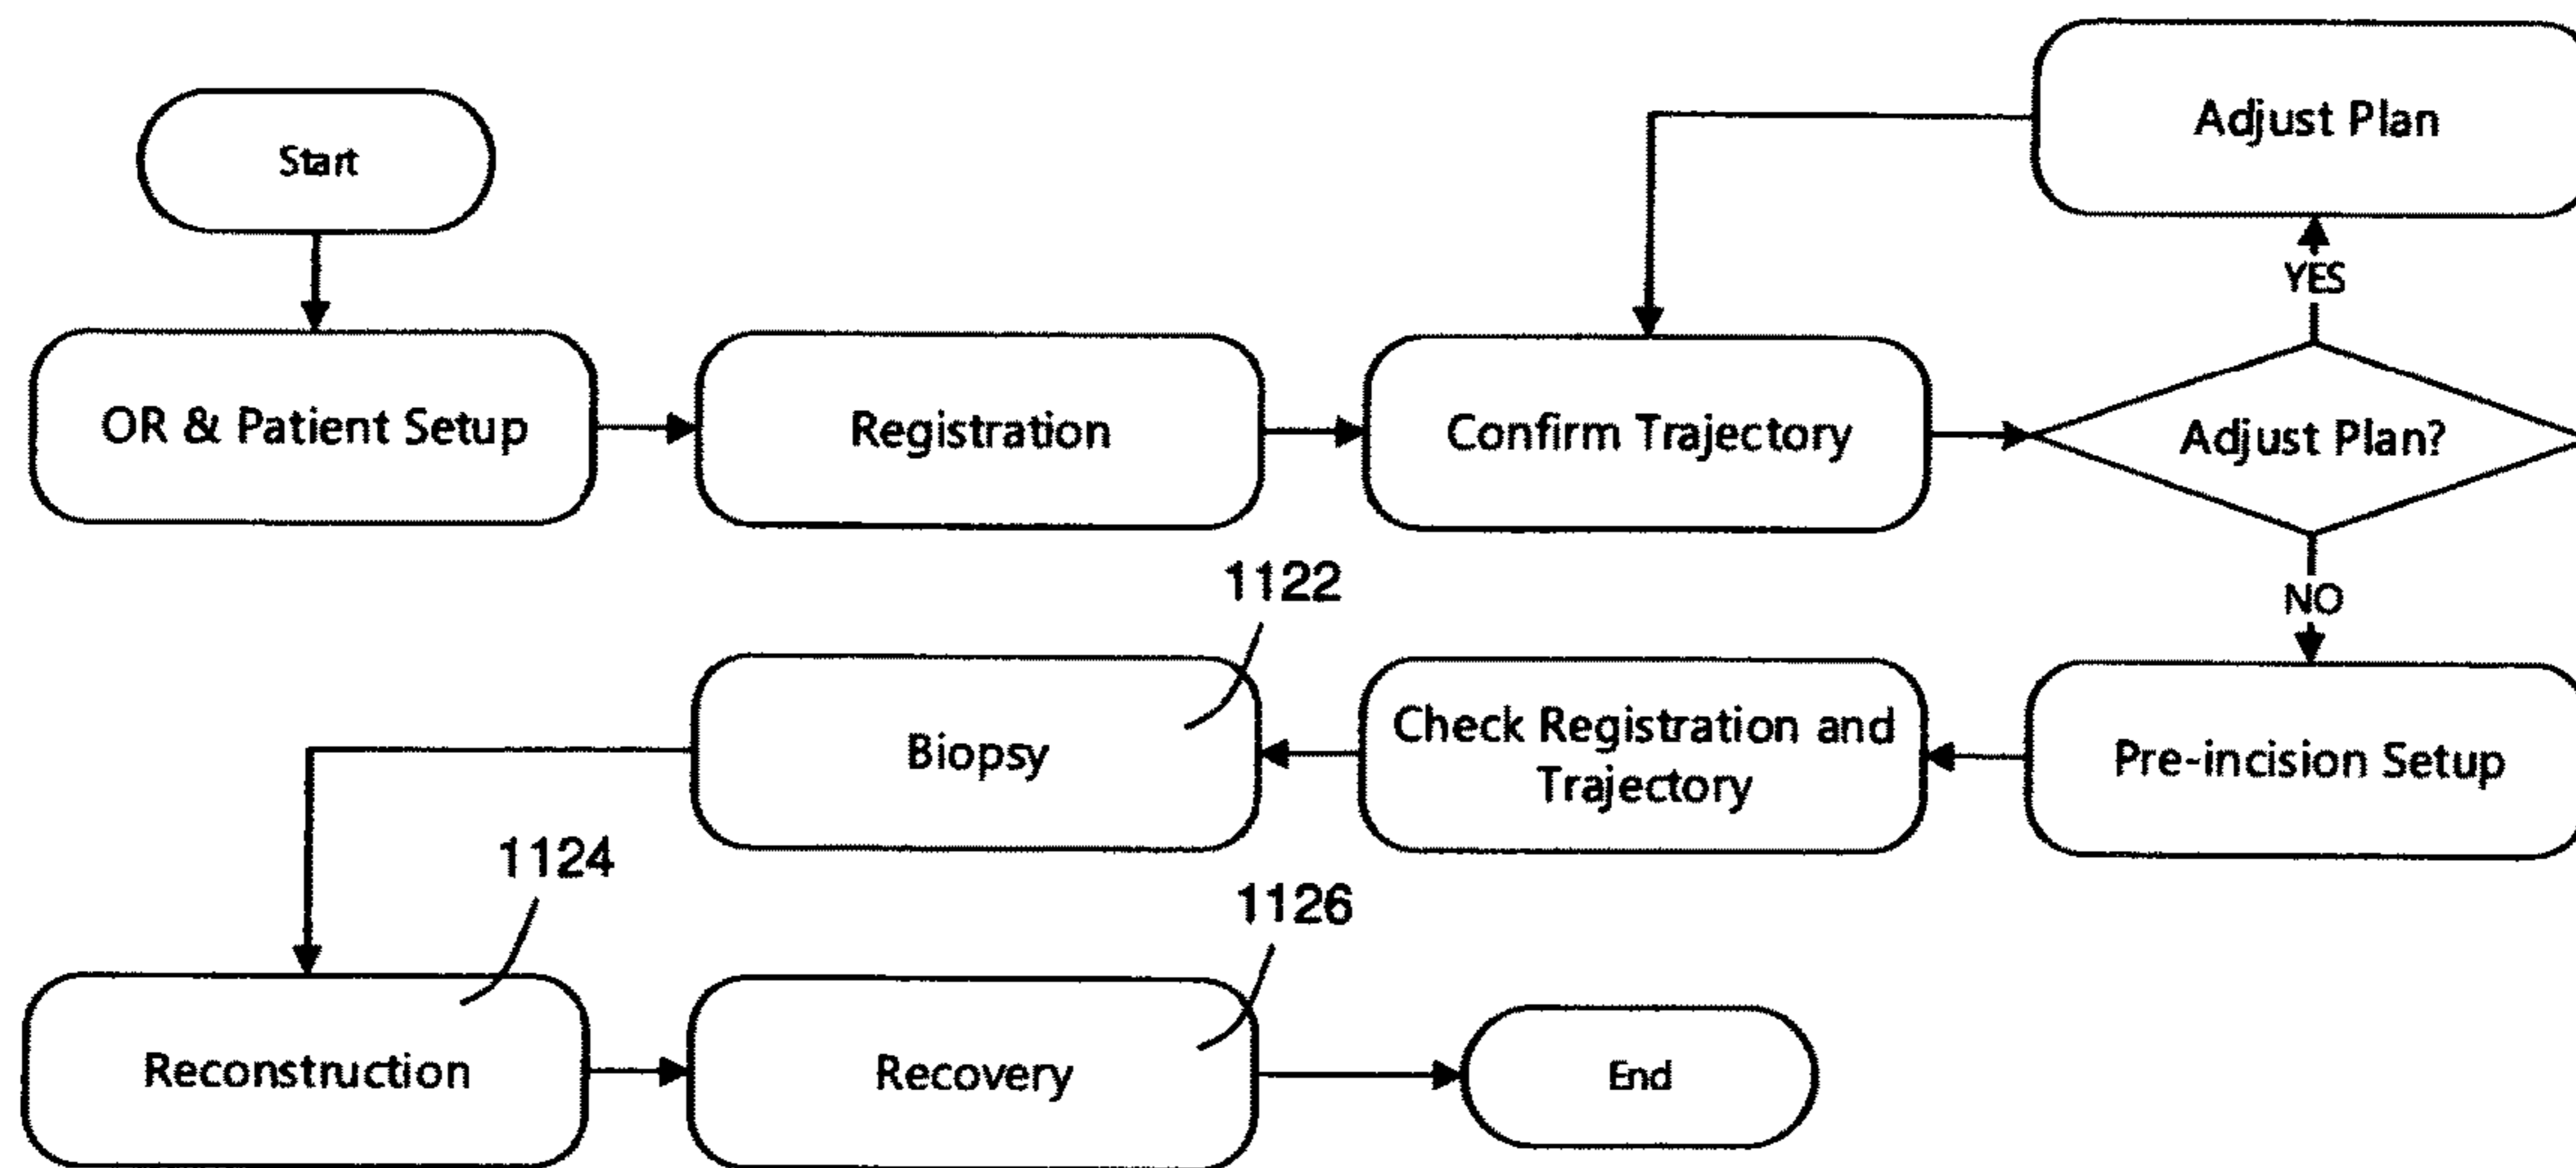 Start
Adjust Plan
YES
OR & Patient Setup
Registration
Confirm Trajectory
Adjust Plan?
NO
1122
Biopsy
Check Registration and
Trajectory
Pre-incision Setup
1124
1126
Reconstruction
Recovery
End